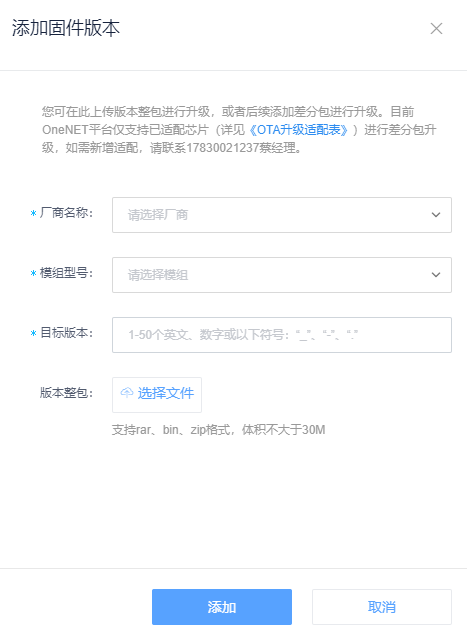 添加固件版本
您可在此上传版本整包进行升级，或者后续添加差分包进行升级。目前
OneNET平台仅支持已适配芯片（详见《OTA升级适配表》）进行差分包升
级，如需新增适配，请联系17830021237蔡经理。
* 厂商名称： 请选择厂商
* 模组型号： 请选择模组
* 目标版本： 1-50个英文、数字或以下符号：“_”、“-”、“.”
版本整包： 选择文件
支持rar、bin、zip格式，体积不大于30M
添加 取消